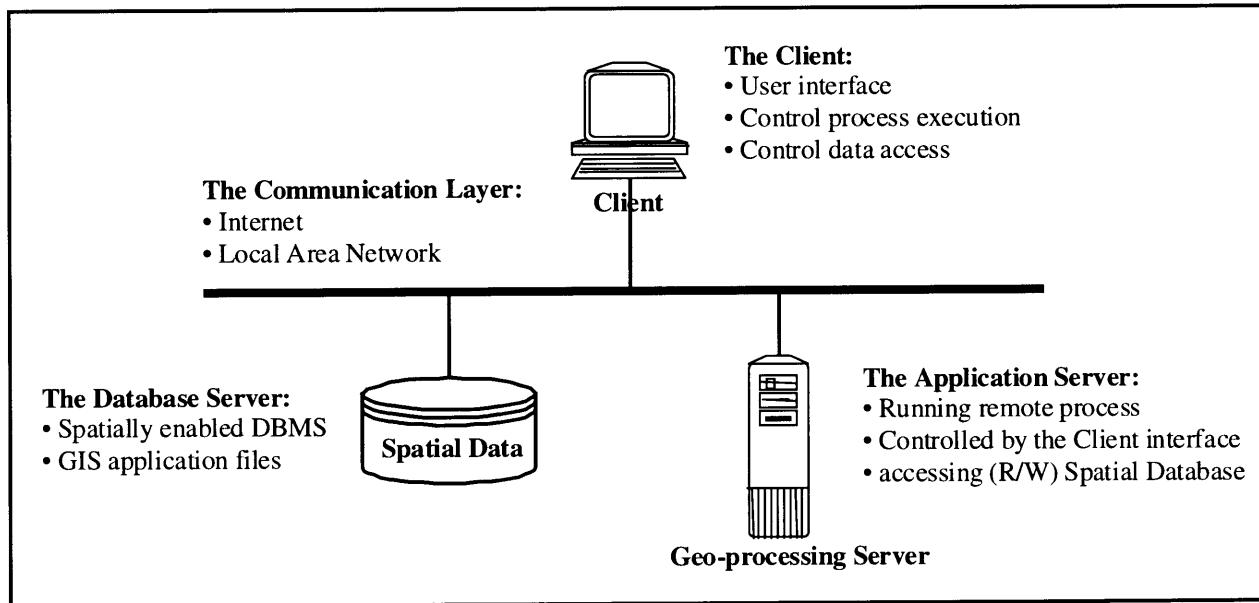 The Client:
• User interface
• Control process execution
• Control data access
Client
The Communication Layer:
• Internet
• Local Area Network
The Database Server:
• Spatially enabled DBMS
• GIS application files
Spatial Data
The Application Server:
• Running remote process
• Controlled by the Client interface
• accessing (R/W) Spatial Database
Geo-processing Server